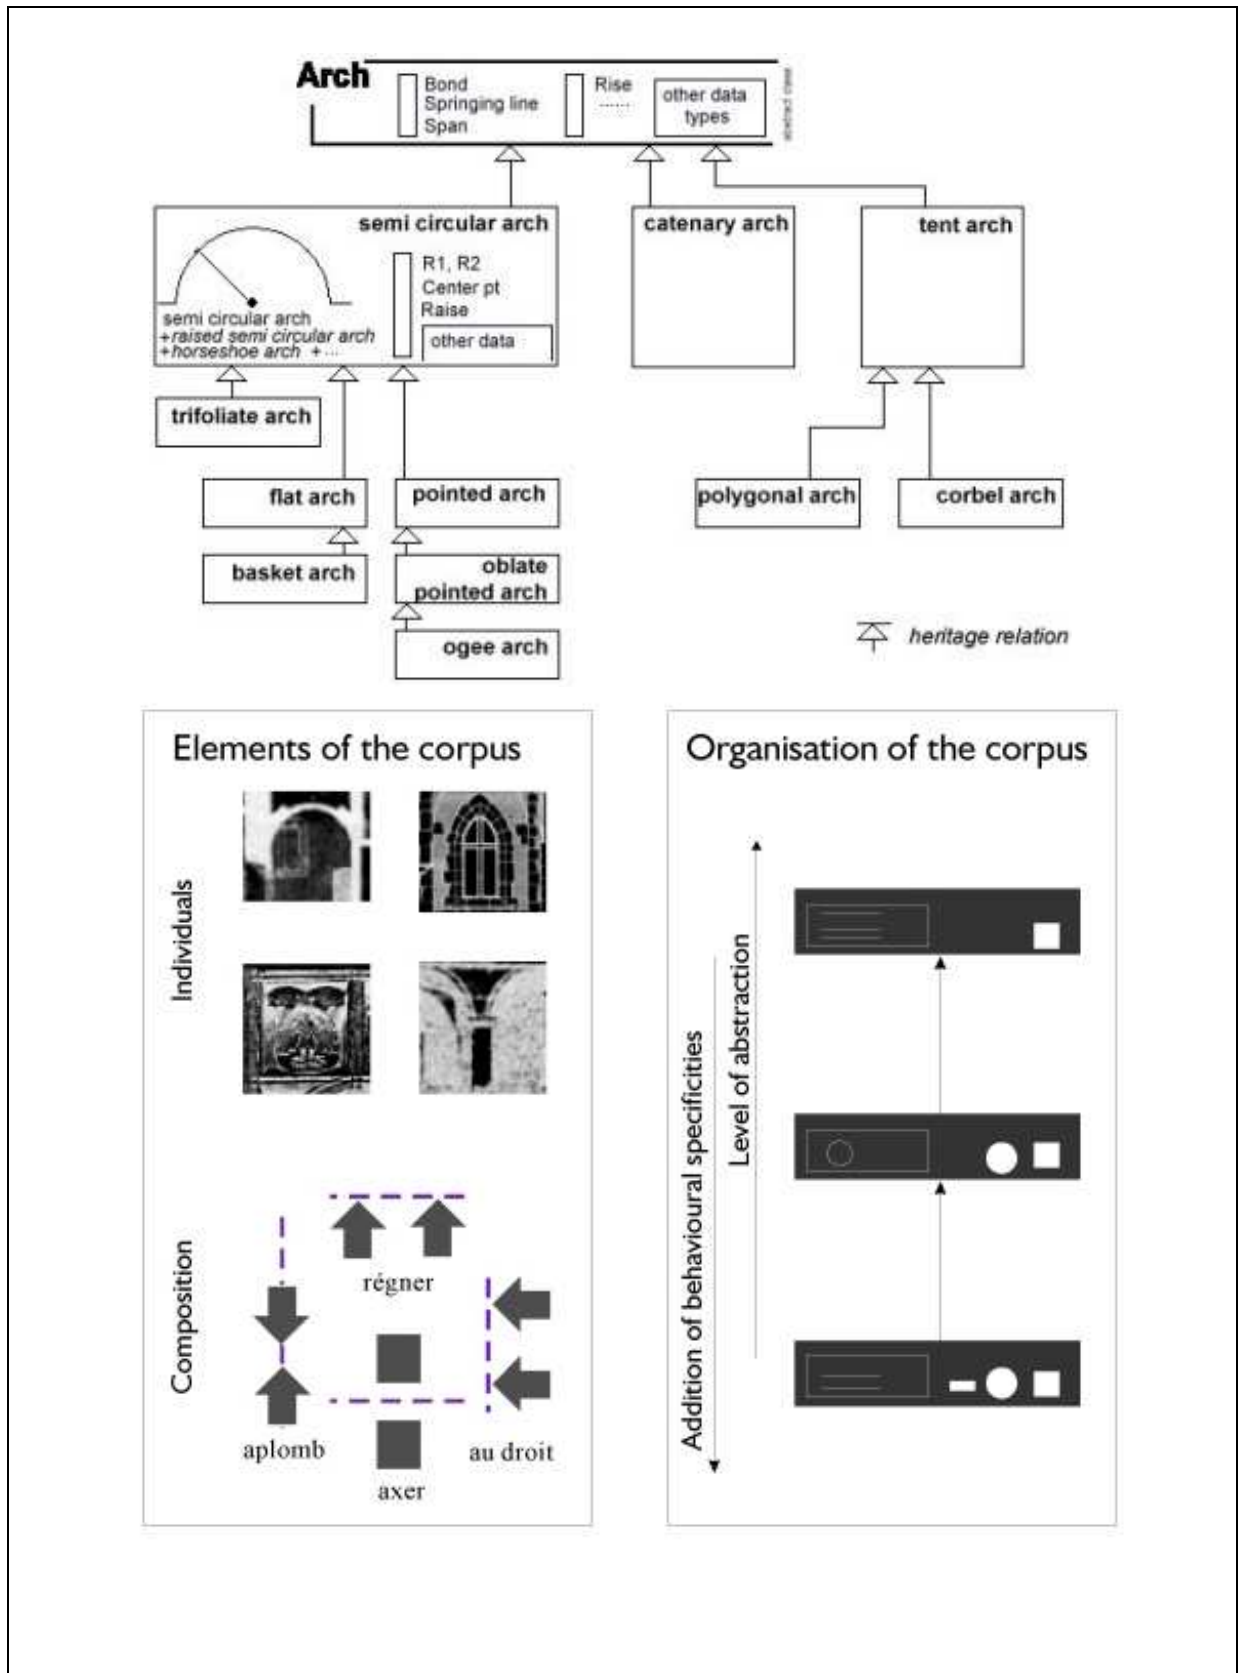 Arch
Bond
Springing line
Span
Rise
......
other data
types
abstract class
semi circular arch
R1, R2
Center pt
Raise
other data
semi circular arch
+raised semi circular arch
+horseshoe arch + ...
catenary arch
tent arch
trifoliate arch
flat arch
pointed arch
polygonal arch
corbel arch
basket arch
oblate
pointed arch
ogee arch
heritage relation
Elements of the corpus
Individuals
Composition
régner
aplomb
axer
au droit
Organisation of the corpus
Level of abstraction
Addition of behavioural specificities